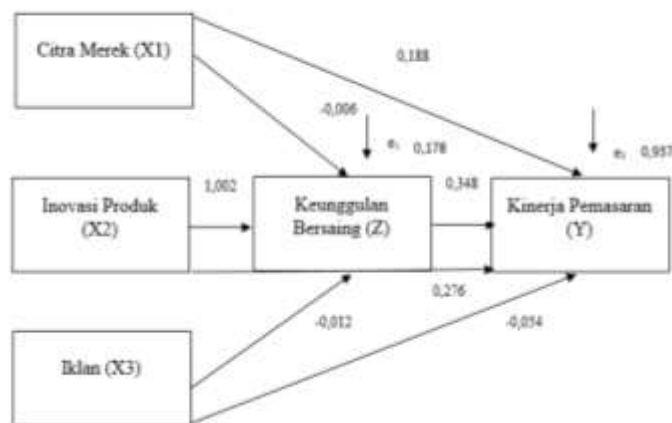 Citra Merek (X1)
0,188
-0,006
e₁ 0,178
e₂ 0,937
1,002
Inovasi Produk
(X2)
Keunggulan
Bersaing (Z)
0,348
Kinerja Pemasaran
(Y)
0,276
-0,012
-0,054
Iklan (X3)